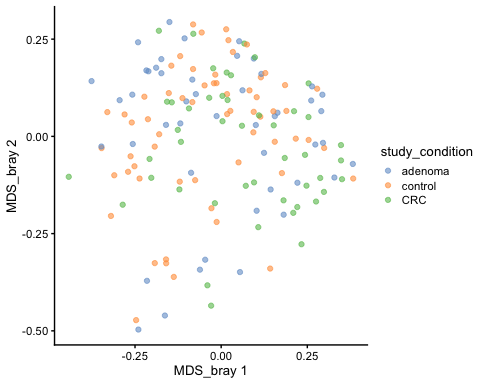 0.25
0.00
-0.25
-0.50
MDS_bray 2
-0.25
0.00
0.25
MDS_bray 1
study_condition
adenoma
control
CRC